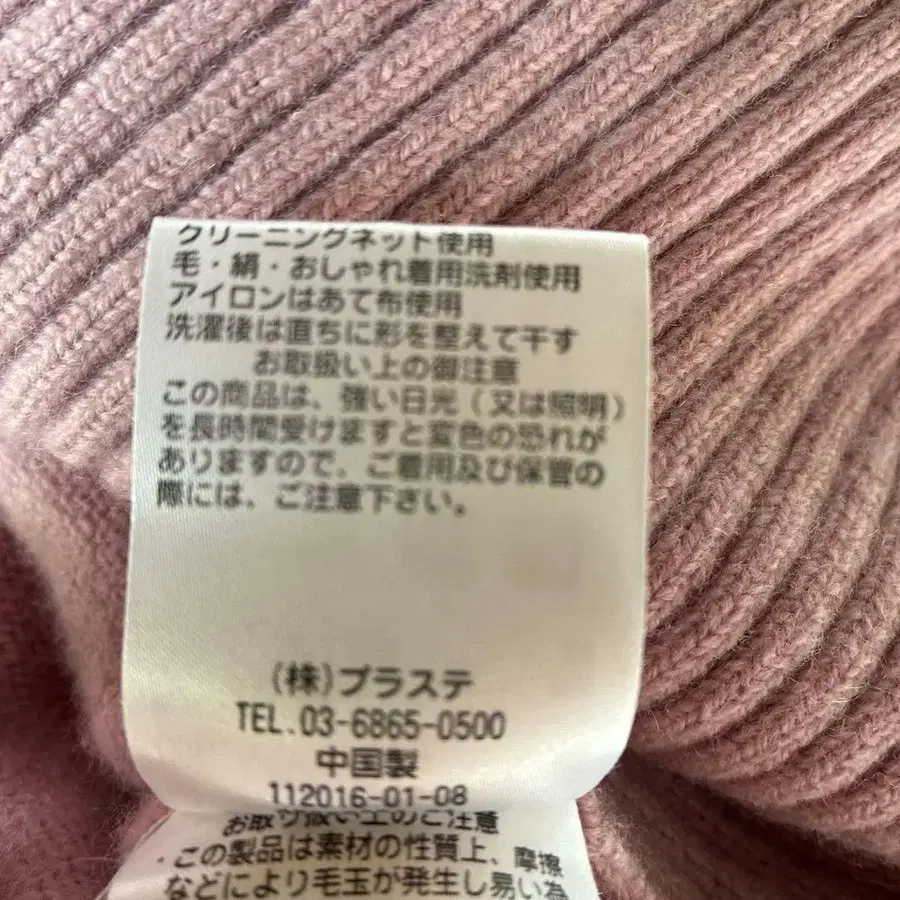 クリーニングネット使用
毛・絹・おしゃれ着用洗剤使用
アイロンはあて布使用
洗濯後は直ちに形を整えて干す
お取扱い上の御注意
この商品は、強い日光（又は照明）
を長時間受けますと変色の恐れが
ありますので、ご着用及び保管の
際には、ご注意下さい。
(株)プラステ
TEL.03-6865-0500
中国製
112016-01-08
お取り扱い上のご注意
・この製品は素材の性質上、摩擦
などにより毛玉が発生し易い為